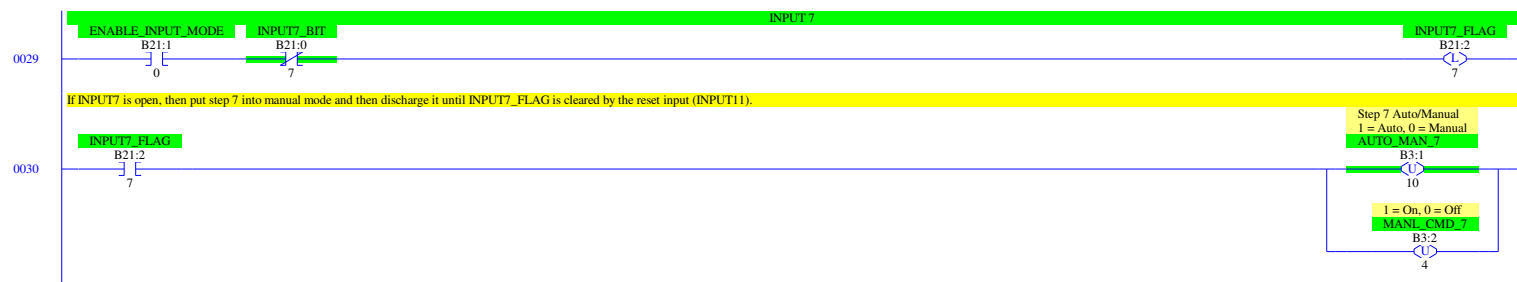 INPUT 7
ENABLE_INPUT_MODE INPUT7_BIT INPUT7_FLAG
B21:1 B21:0 B21:2
0029 L
0 7 7
If INPUT7 is open, then put step 7 into manual mode and then discharge it until INPUT7_FLAG is cleared by the reset input (INPUT11).
Step 7 Auto/Manual
1 = Auto, 0 = Manual
INPUT7_FLAG AUTO_MAN_7
B21:2 B3:1
0030 U
7 10
1 = On, 0 = Off
MANL_CMD_7
B3:2
U
4